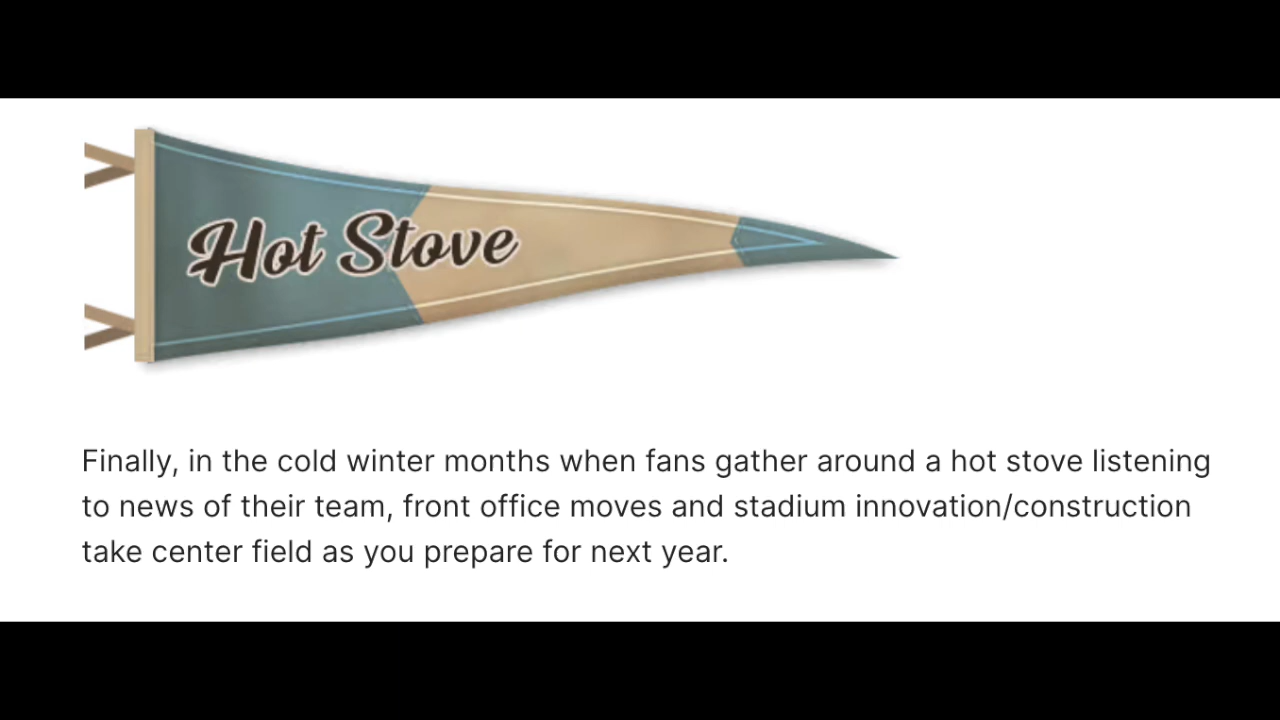 Hot Stove
Finally, in the cold winter months when fans gather around a hot stove listening
to news of their team, front office moves and stadium innovation/construction
take center field as you prepare for next year.